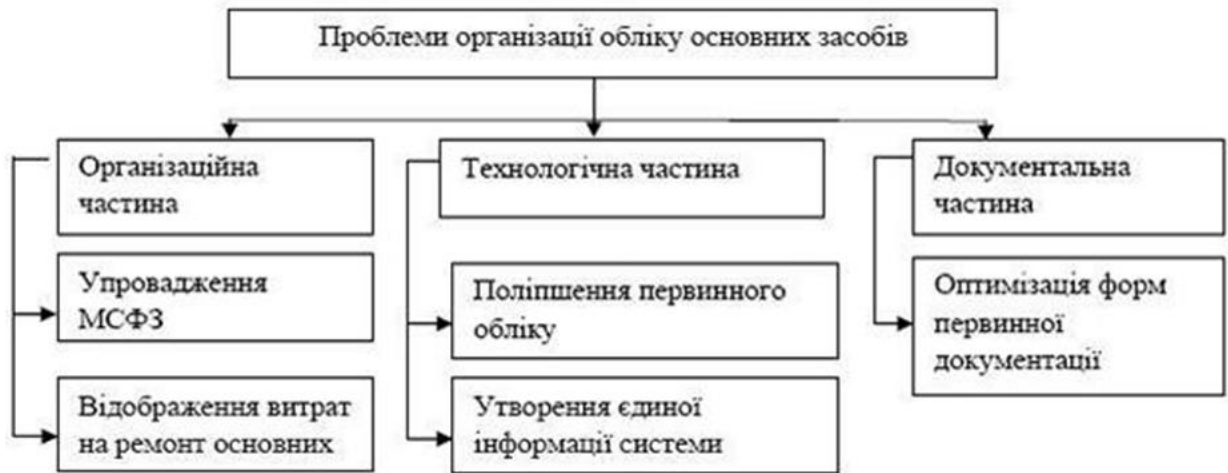 Проблеми організації обліку основних засобів
Організаційна
частина
Технологічна частина
Документальна
частина
Упровадження
МСФЗ
Поліпшення первинного
обліку
Оптимізація форм
первинної
документації
Відображення витрат
на ремонт основних
Утворення єдиної
інформації системи